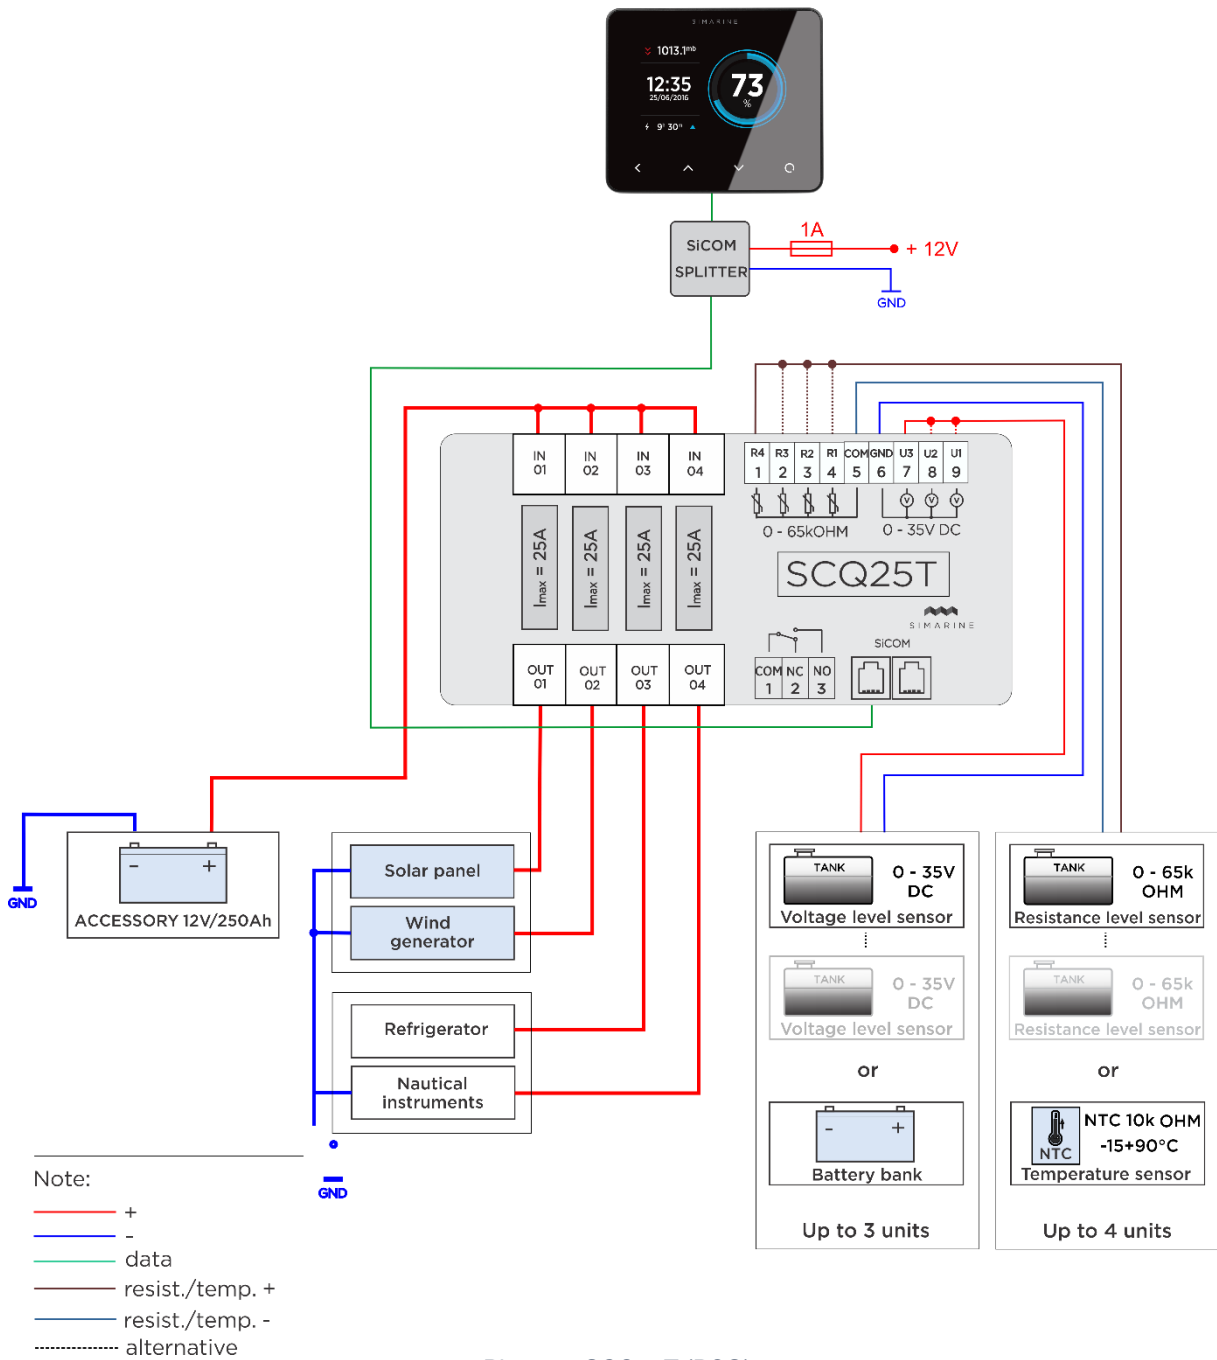 SIMARINE
1013.1mb
12:35
25/06/2016
73
%
9h 30m
SiCOM
SPLITTER
1A
+ 12V
GND
IN
01
IN
02
IN
03
IN
04
R4
1
R3
2
R2
3
R1
4
COM
5
GND
6
U3
7
U2
8
U1
9
V
V
V
0 - 65kOHM
0 - 35V DC
Imax = 25A
Imax = 25A
Imax = 25A
Imax = 25A
SCQ25T
SIMARINE
SiCOM
OUT
01
OUT
02
OUT
03
OUT
04
COM
1
NC
2
NO
3
GND
- +
ACCESSORY 12V/250Ah
Solar panel
Wind
generator
Refrigerator
Nautical
instruments
GND
TANK
0 - 35V
DC
Voltage level sensor
TANK
0 - 35V
DC
Voltage level sensor
or
- +
Battery bank
Up to 3 units
TANK
0 - 65k
OHM
Resistance level sensor
TANK
0 - 65k
OHM
Resistance level sensor
or
NTC
NTC 10k OHM
-15+90°C
Temperature sensor
Up to 4 units
Note:
+
-
data
resist./temp. +
resist./temp. -
alternative